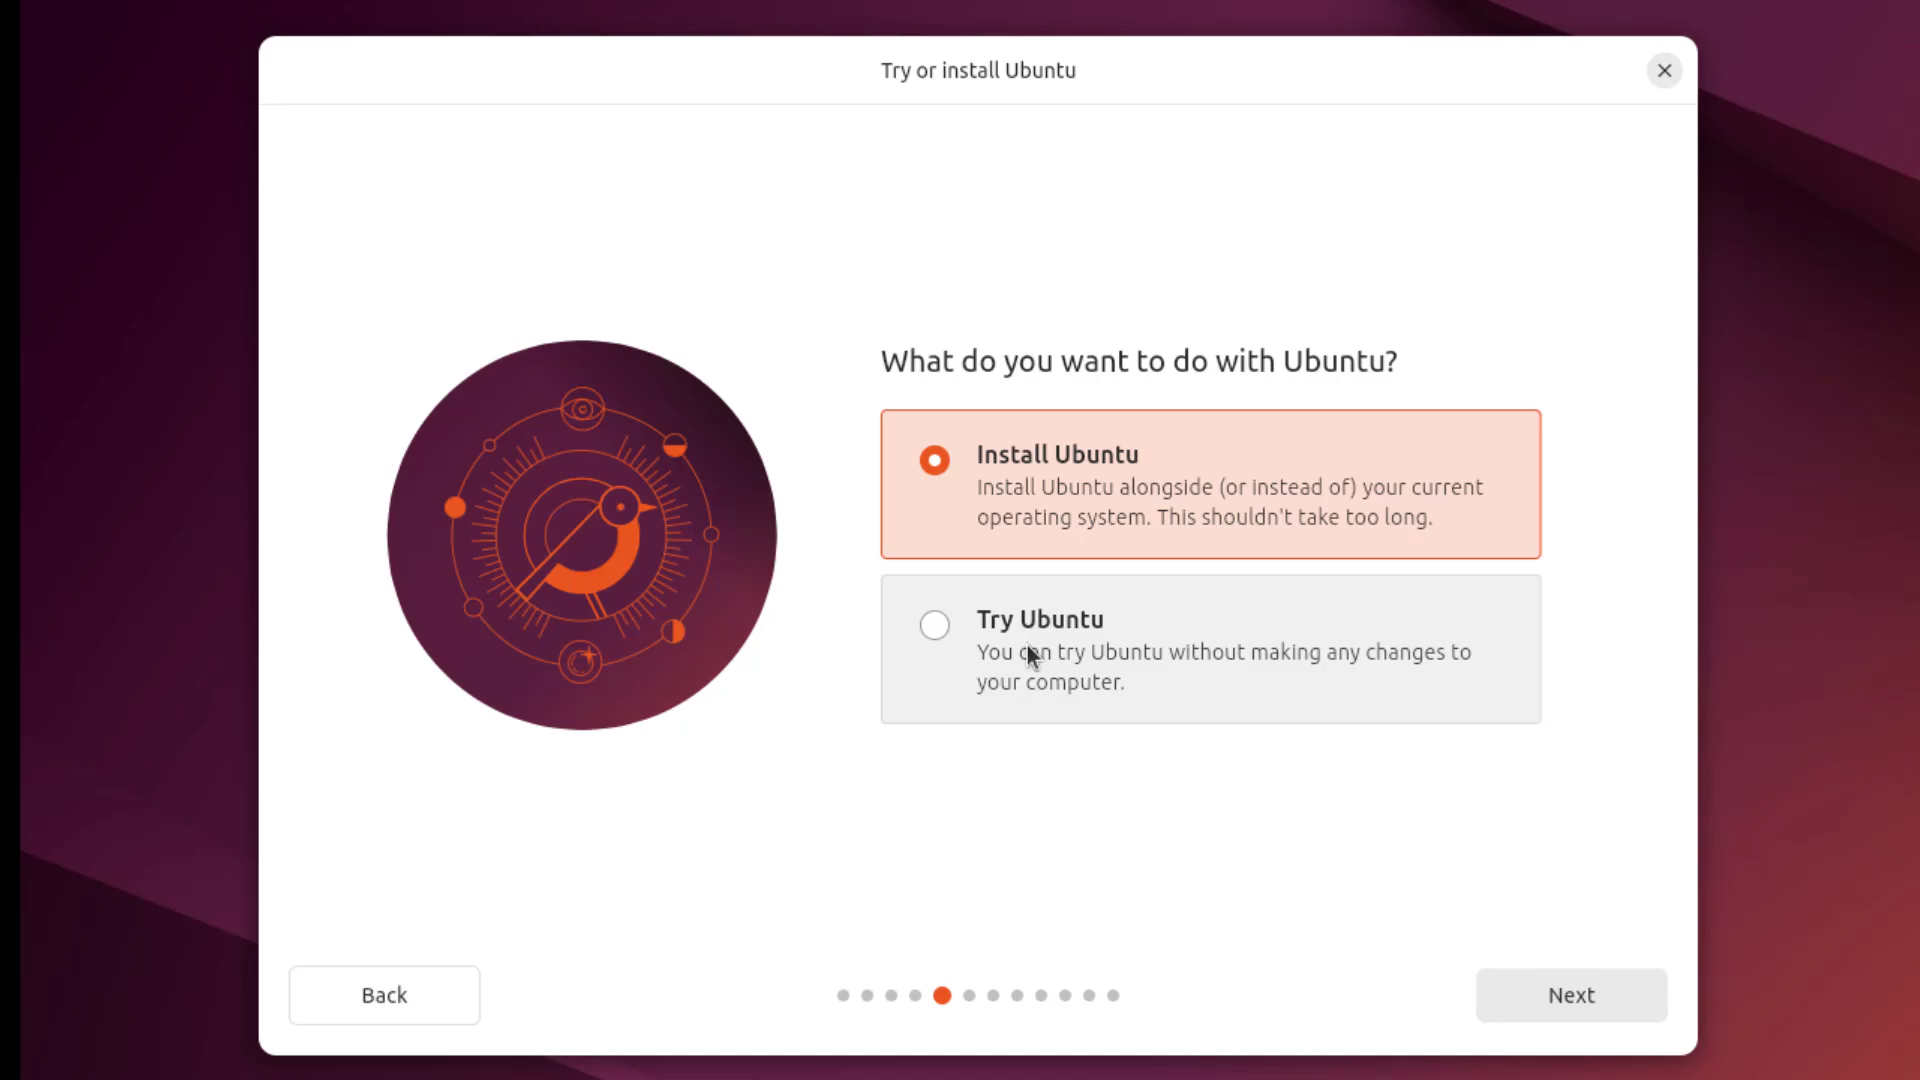 Try or install Ubuntu
What do you want to do with Ubuntu?
Install Ubuntu
Install Ubuntu alongside (or instead of) your current
operating system. This shouldn't take too long.
Try Ubuntu
You can try Ubuntu without making any changes to
your computer.
Back
Next